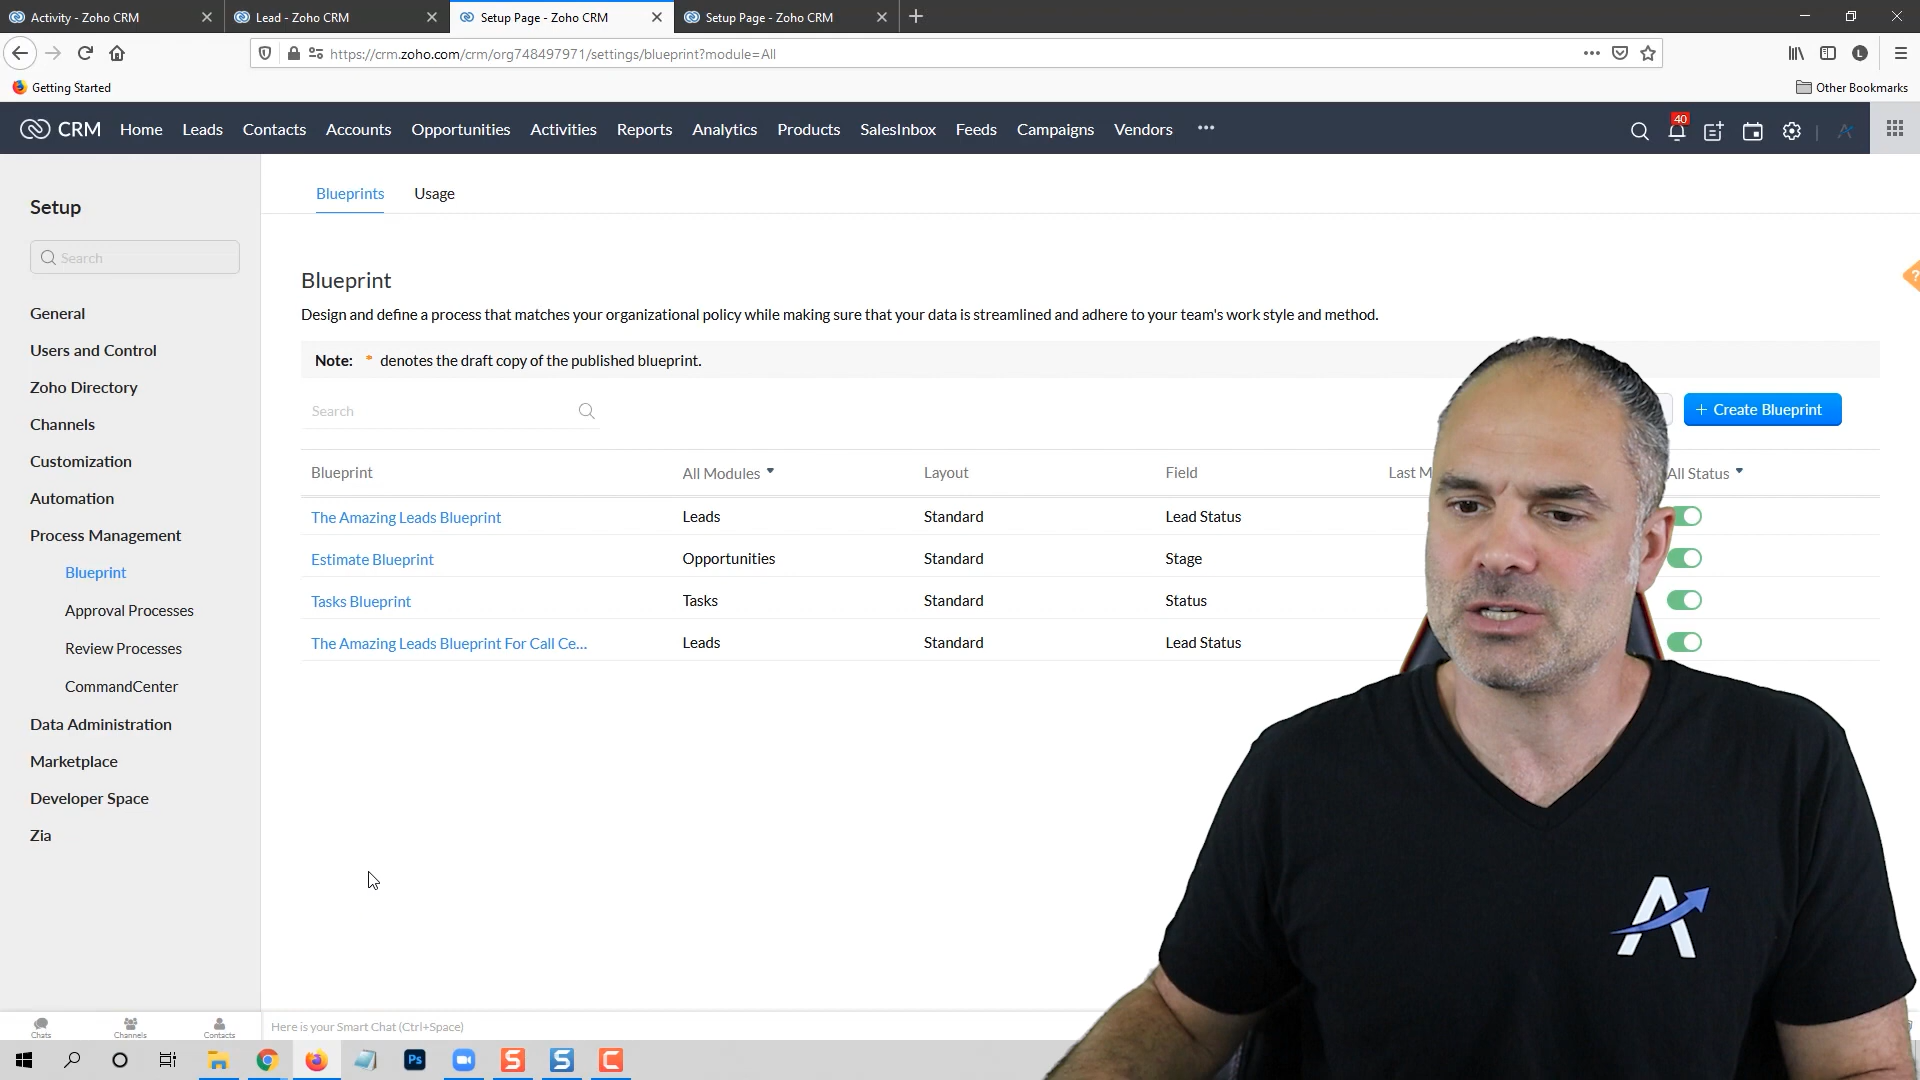 Activity - Zoho CRM
Lead - Zoho CRM
Setup Page - Zoho CRM
Setup Page - Zoho CRM
https://crm.zoho.com/crm/org748497971/settings/blueprint?module=All
L
Getting Started
Other Bookmarks
CRM
Home
Leads
Contacts
Accounts
Opportunities
Activities
Reports
Analytics
Products
SalesInbox
Feeds
Campaigns
Vendors
40
Setup
Search
General
Users and Control
Zoho Directory
Channels
Customization
Automation
Process Management
Blueprint
Approval Processes
Review Processes
CommandCenter
Data Administration
Marketplace
Developer Space
Zia
Blueprints
Usage
Blueprint
Design and define a process that matches your organizational policy while making sure that your data is streamlined and adhere to your team's work style and method.
Note: * denotes the draft copy of the published blueprint.
Search
+ Create Blueprint
Blueprint All Modules Layout Field Last M All Status
The Amazing Leads Blueprint Leads Standard Lead Status
Estimate Blueprint Opportunities Standard Stage
Tasks Blueprint Tasks Standard Status
The Amazing Leads Blueprint For Call Ce... Leads Standard Lead Status
?
Chats
Channels
Contacts
Here is your Smart Chat (Ctrl+Space)
Ps
S
S
C
A